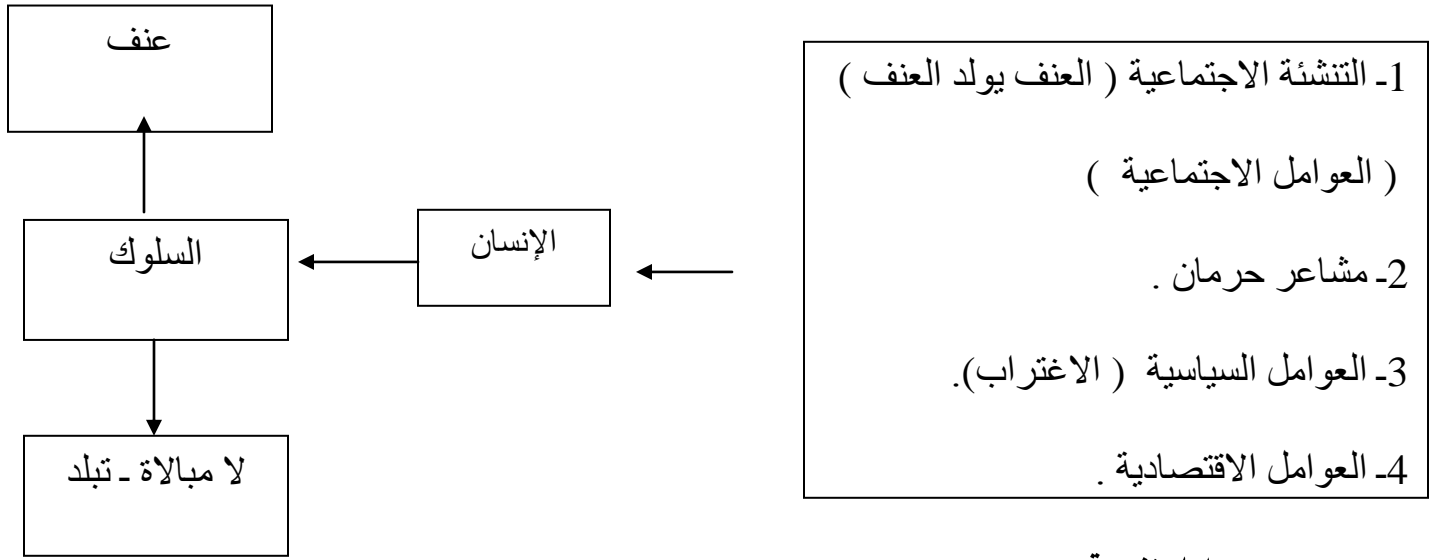 1ـ التنشئة الاجتماعية ( العنف يولد العنف )
( العوامل الاجتماعية )
2ـ مشاعر حرمان .
3ـ العوامل السياسية ( الاغتراب).
4ـ العوامل الاقتصادية .
الإنسان
السلوك
عنف
لا مبالاة ـ تبلد